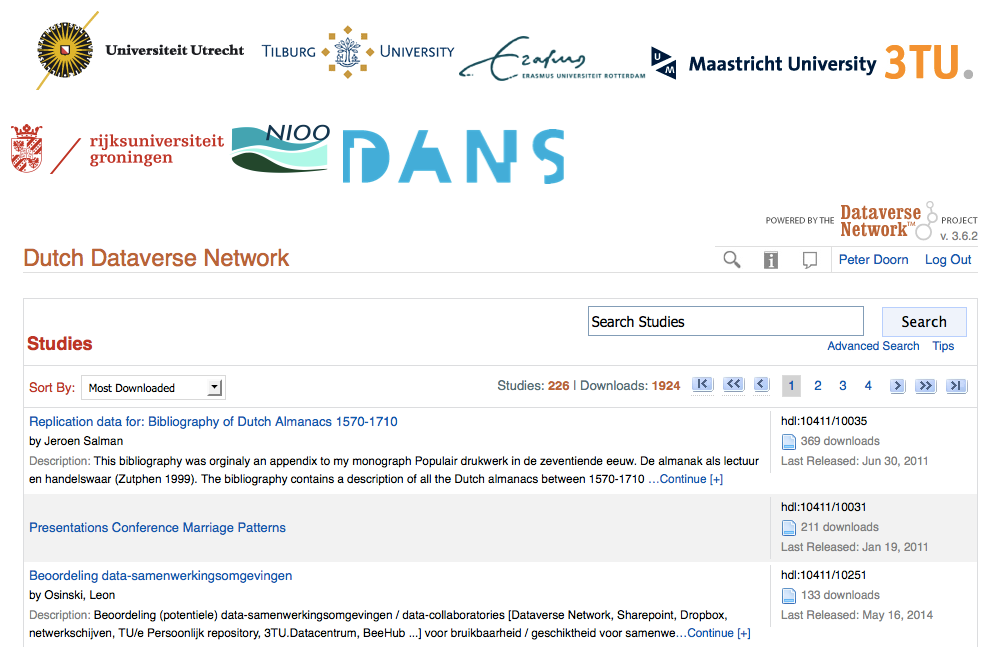 Universiteit Utrecht
TILBURG UNIVERSITY
Erasmus
ERASMUS UNIVERSITEIT ROTTERDAM
UM
Maastricht University
3TU.
rijksuniversiteit
groningen
NIOO
DANS
POWERED BY THE Dataverse Network™ PROJECT
v. 3.6.2
Dutch Dataverse Network
Peter Doorn Log Out
Search Studies Search
Studies
Advanced Search Tips
Sort By: Most Downloaded Studies: 226 | Downloads: 1924 1 2 3 4
Replication data for: Bibliography of Dutch Almanacs 1570-1710
by Jeroen Salman
Description: This bibliography was orginaly an appendix to my monograph Populair drukwerk in de zeventiende eeuw. De almanak als lectuur
en handelswaar (Zutphen 1999). The bibliography contains a description of all the Dutch almanacs between 1570-1710 ...Continue [+]
hdl:10411/10035
369 downloads
Last Released: Jun 30, 2011
Presentations Conference Marriage Patterns
hdl:10411/10031
211 downloads
Last Released: Jan 19, 2011
Beoordeling data-samenwerkingsomgevingen
by Osinski, Leon
Description: Beoordeling (potentiele) data-samenwerkingsomgevingen / data-collaboratories [Dataverse Network, Sharepoint, Dropbox,
netwerkschijven, TU/e Persoonlijk repository, 3TU.Datacentrum, BeeHub ...] voor bruikbaarheid / geschiktheid voor samenwe...Continue [+]
hdl:10411/10251
133 downloads
Last Released: May 16, 2014